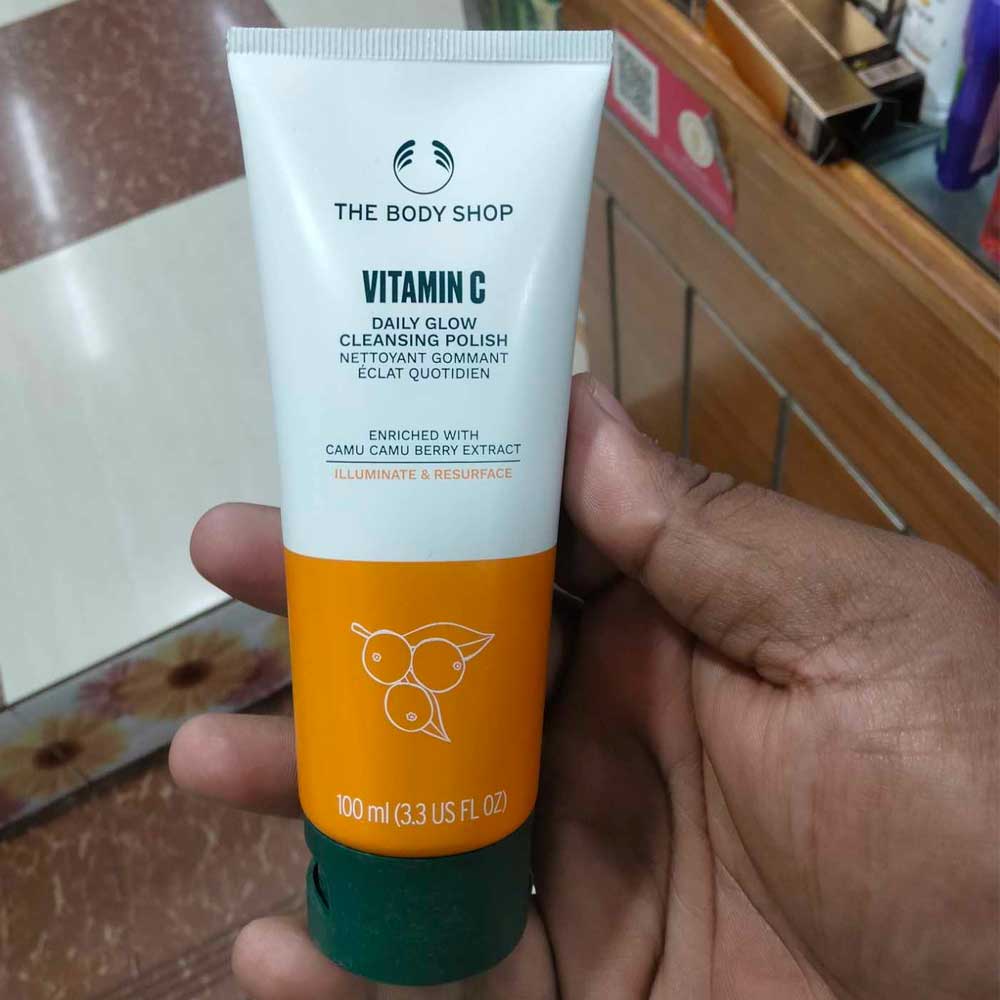 THE BODY SHOP
VITAMIN C
DAILY GLOW
CLEANSING POLISH
NETTOYANT GOMMANT
ÉCLAT QUOTIDIEN
ENRICHED WITH
CAMU CAMU BERRY EXTRACT
ILLUMINATE & RESURFACE
100 ml (3.3 US FL OZ)